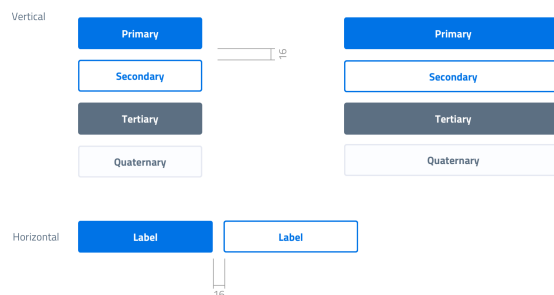 Vertical
Primary
Primary
16
Secondary
Secondary
Tertiary
Tertiary
Quaternary
Quaternary
Horizontal
Label
Label
16